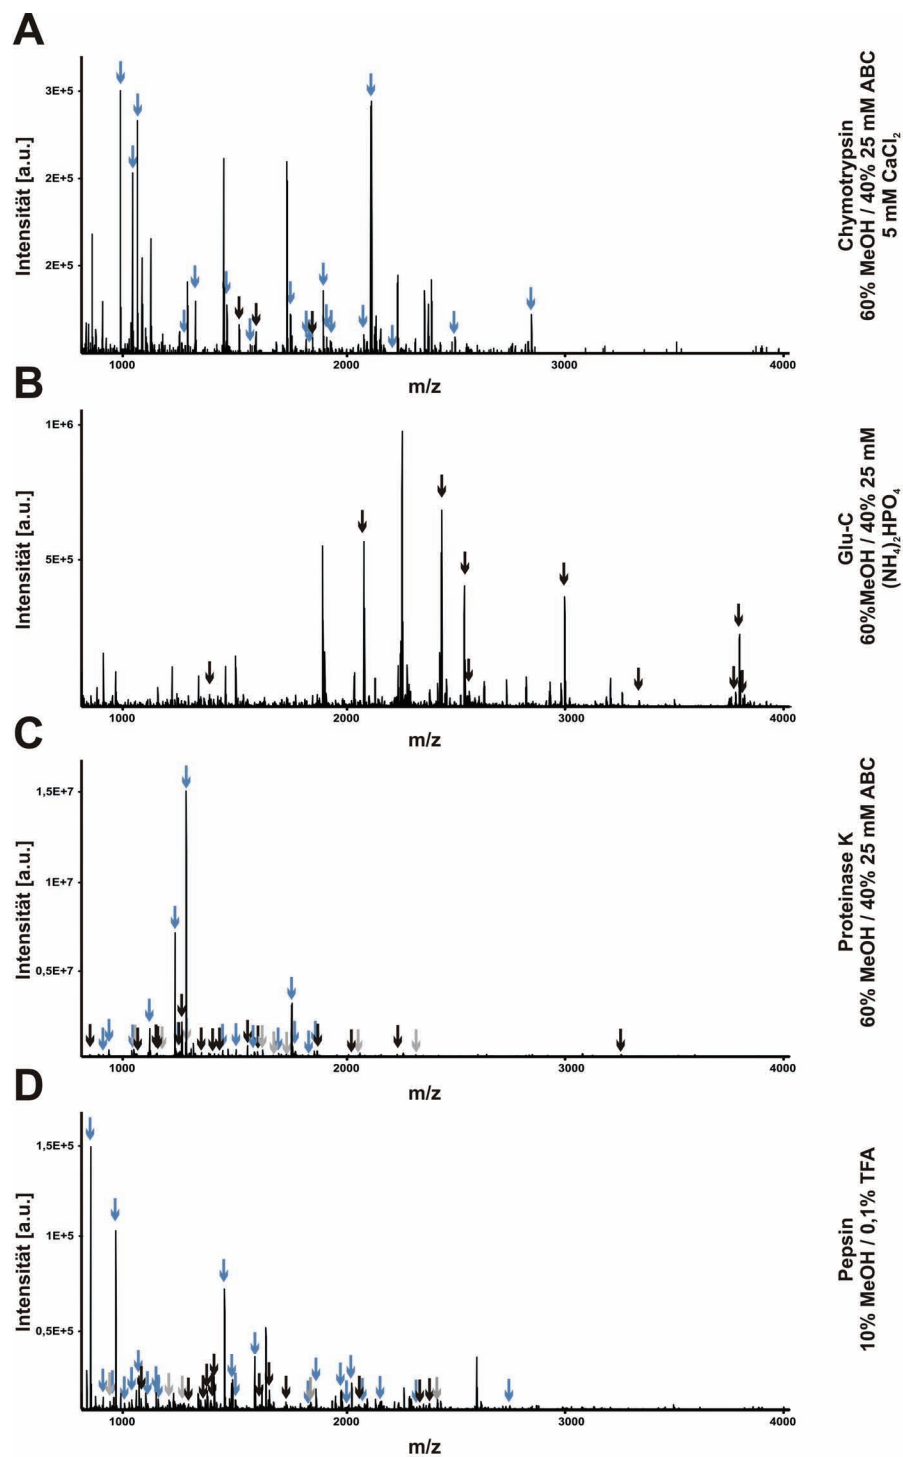 A
3E+5
2E+5
2E+5
Intensität [a.u.]
1000 2000 3000 4000
m/z
Chymotrypsin
60% MeOH / 40% 25 mM ABC
5 mM CaCl₂
B
1E+6
5E+5
Intensität [a.u.]
1000 2000 3000 4000
m/z
Glu-C
60%MeOH / 40% 25 mM
(NH₄)₂HPO₄
C
1,5E+7
1E+7
0,5E+7
Intensität [a.u.]
1000 2000 3000 4000
m/z
Proteinase K
60% MeOH / 40% 25 mM ABC
D
1,5E+5
1E+5
0,5E+5
Intensität [a.u.]
1000 2000 3000 4000
m/z
Pepsin
10% MeOH / 0,1% TFA